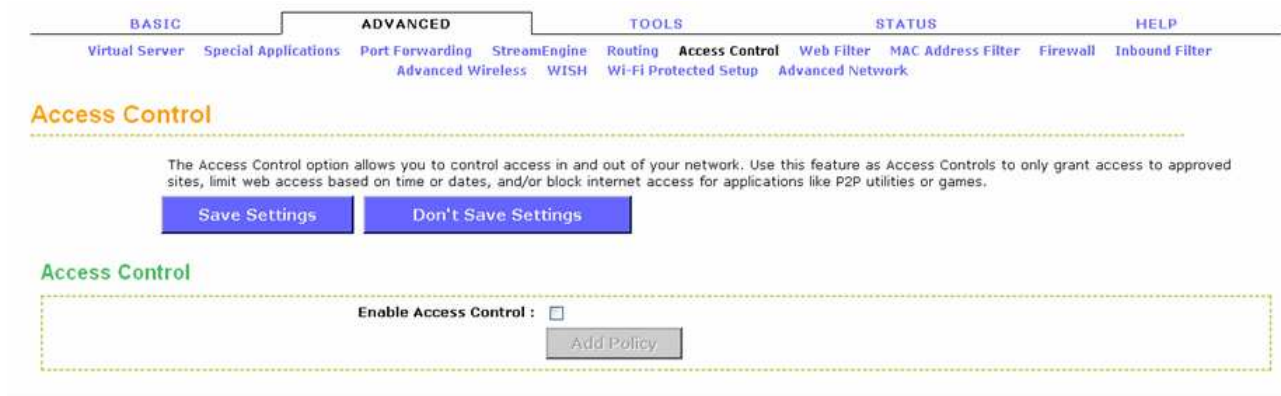 BASIC ADVANCED TOOLS STATUS HELP
Virtual Server Special Applications Port Forwarding StreamEngine Routing Access Control Web Filter MAC Address Filter Firewall Inbound Filter
Advanced Wireless WISH Wi-Fi Protected Setup Advanced Network
Access Control
The Access Control option allows you to control access in and out of your network. Use this feature as Access Controls to only grant access to approved
sites, limit web access based on time or dates, and/or block internet access for applications like P2P utilities or games.
Save Settings Don't Save Settings
Access Control
Enable Access Control :
Add Policy